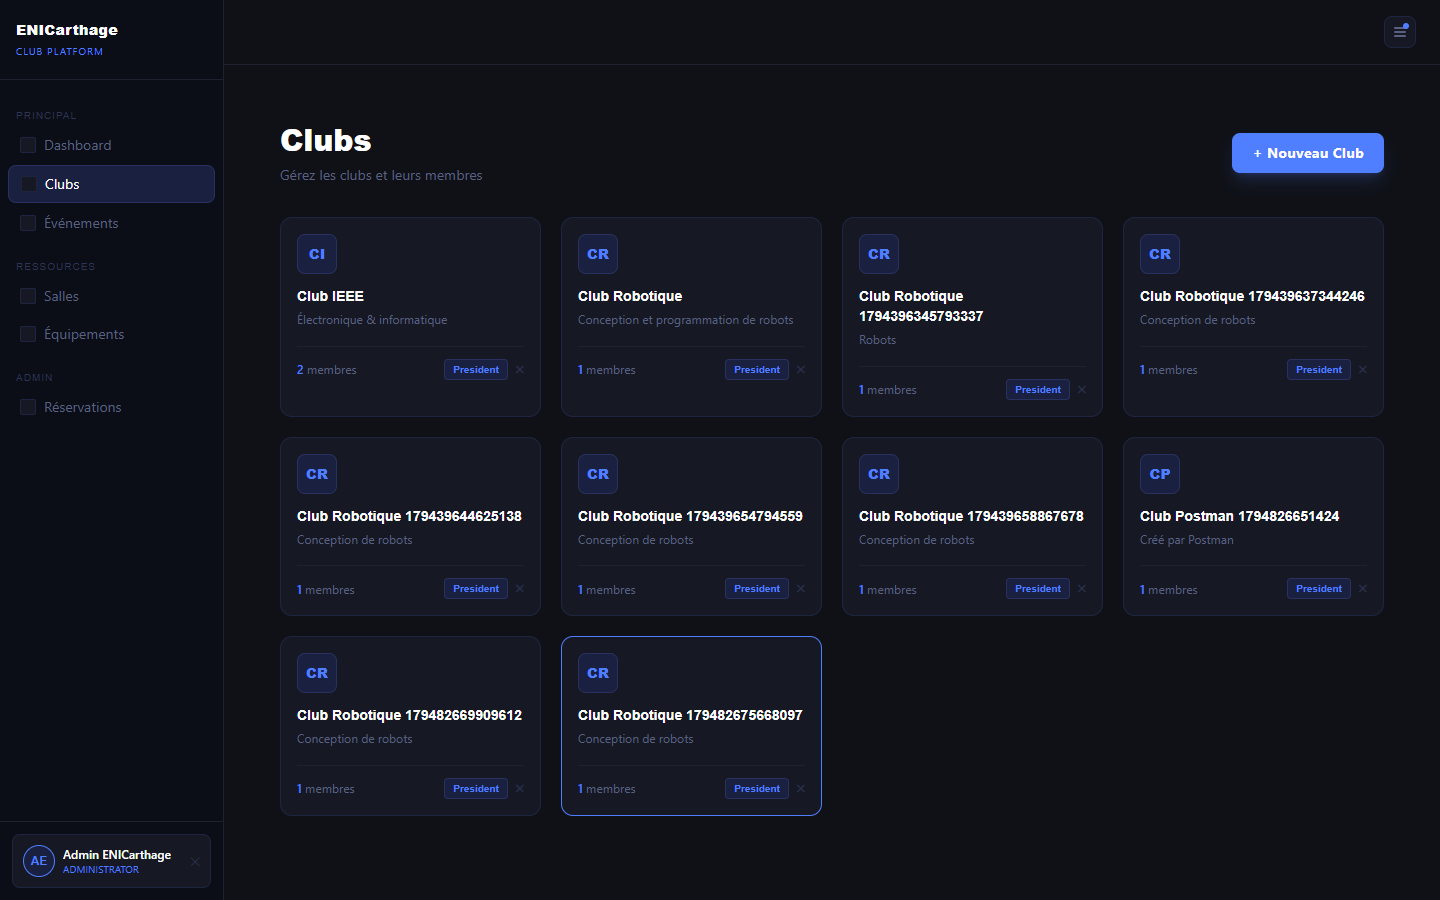 ENICarthage
CLUB PLATFORM
PRINCIPAL
Dashboard
Clubs
Événements
RESSOURCES
Salles
Équipements
ADMIN
Réservations
AE
Admin ENICarthage
ADMINISTRATOR
Clubs
Gérez les clubs et leurs membres
+ Nouveau Club
CI
Club IEEE
Électronique & informatique
2 membres
President
CR
Club Robotique
Conception et programmation de robots
1 membres
President
CR
Club Robotique
1794396345793337
Robots
1 membres
President
CR
Club Robotique 179439637344246
Conception de robots
1 membres
President
CR
Club Robotique 179439644625138
Conception de robots
1 membres
President
CR
Club Robotique 179439654794559
Conception de robots
1 membres
President
CR
Club Robotique 179439658867678
Conception de robots
1 membres
President
CP
Club Postman 1794826651424
Créé par Postman
1 membres
President
CR
Club Robotique 179482669909612
Conception de robots
1 membres
President
CR
Club Robotique 179482675668097
Conception de robots
1 membres
President